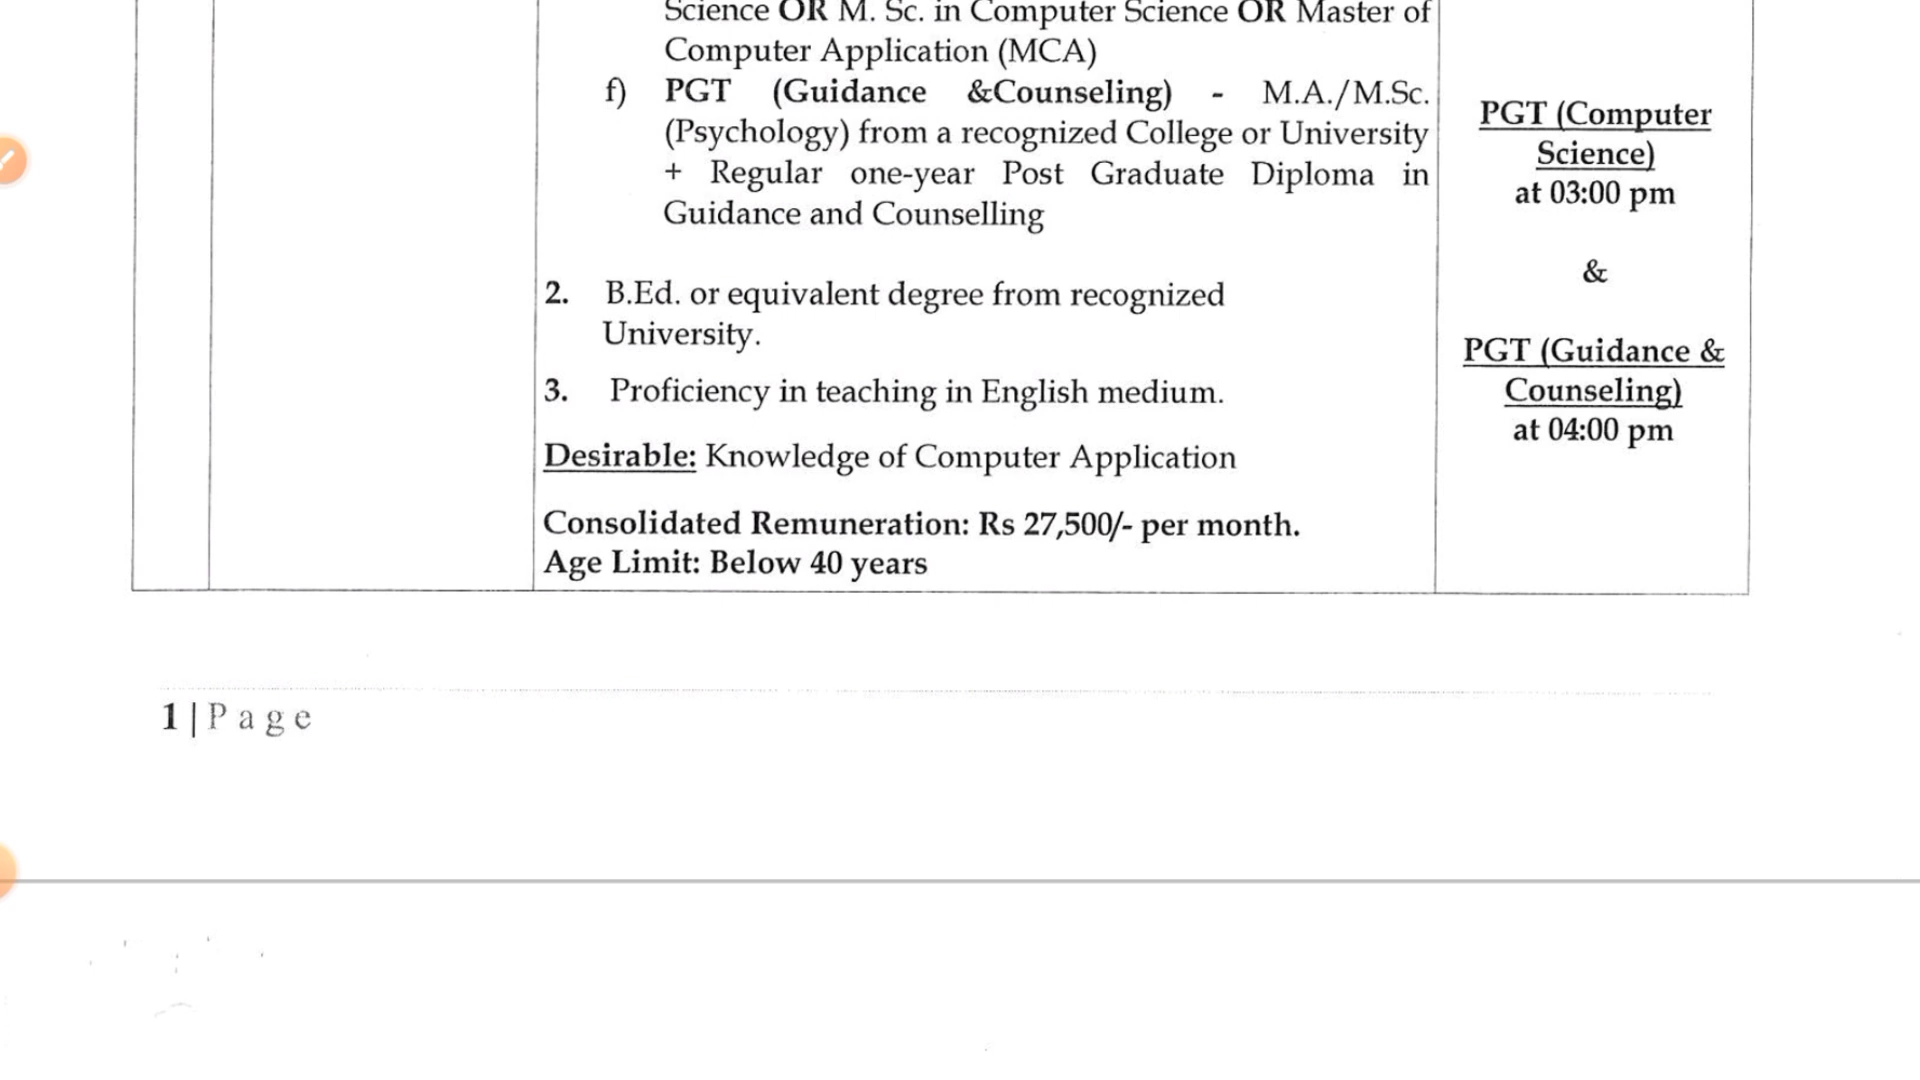 Science OR M. Sc. in Computer Science OR Master of
Computer Application (MCA)
f) PGT (Guidance &Counseling) - M.A./M.Sc.
(Psychology) from a recognized College or University
+ Regular one-year Post Graduate Diploma in
Guidance and Counselling
2. B.Ed. or equivalent degree from recognized
University.
3. Proficiency in teaching in English medium.
Desirable: Knowledge of Computer Application
Consolidated Remuneration: Rs 27,500/- per month.
Age Limit: Below 40 years
PGT (Computer
Science)
at 03:00 pm
&
PGT (Guidance &
Counseling)
at 04:00 pm
1 | P a g e